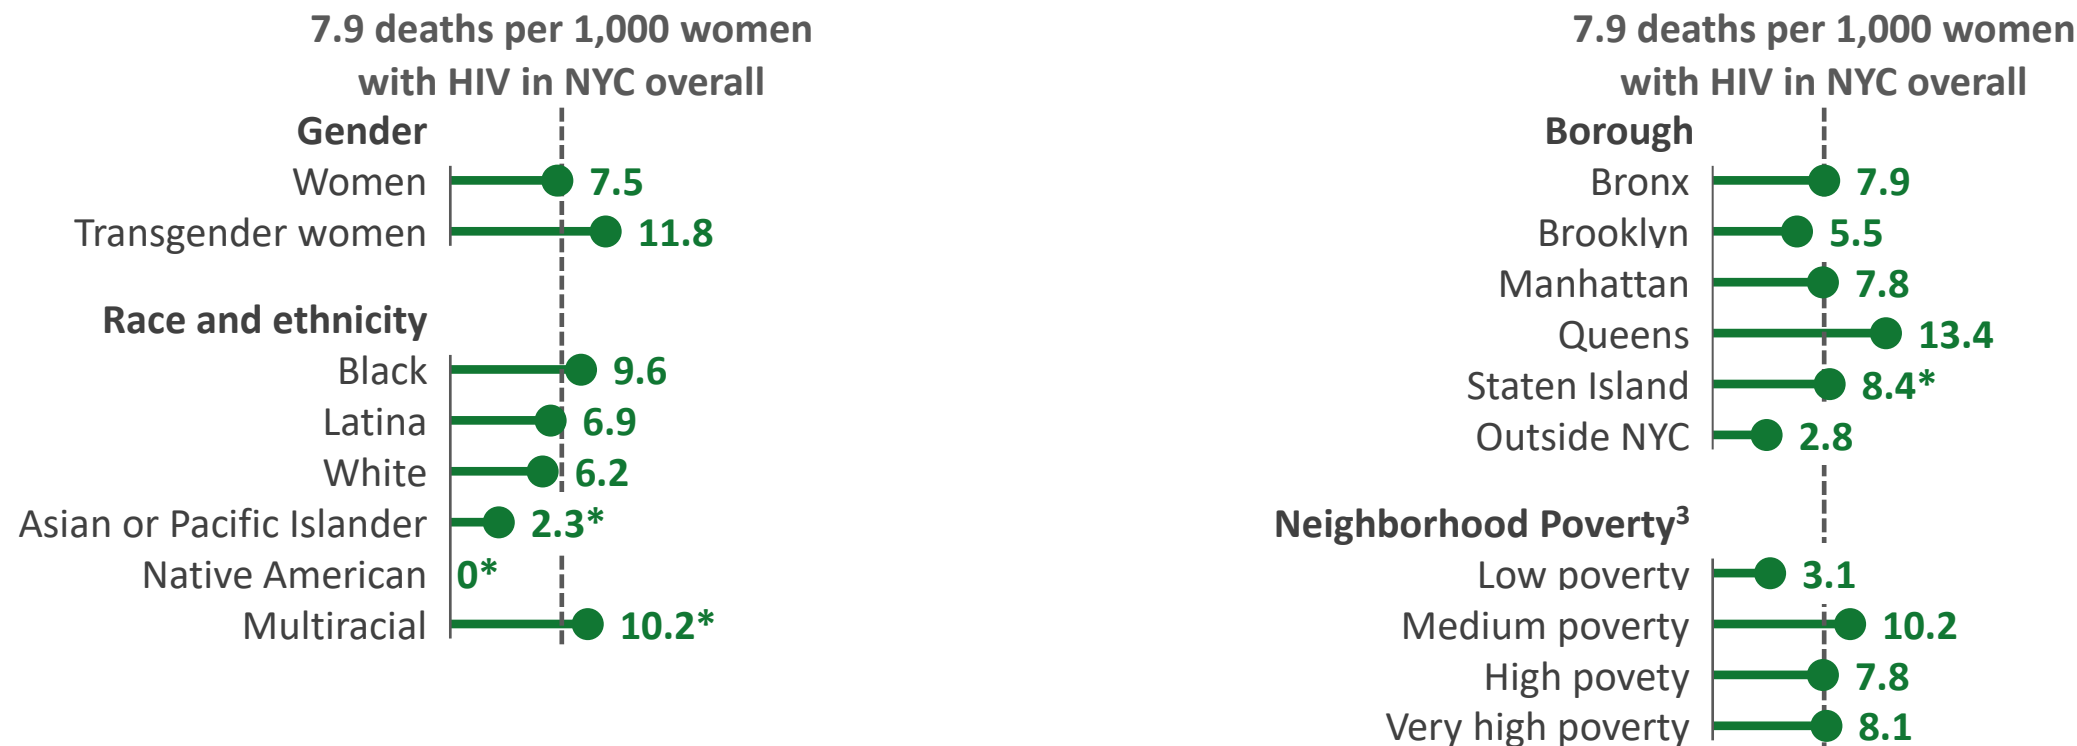 7.9 deaths per 1,000 women
with HIV in NYC overall
Gender
Women 7.5
Transgender women 11.8
Race and ethnicity
Black 9.6
Latina 6.9
White 6.2
Asian or Pacific Islander 2.3*
Native American 0*
Multiracial 10.2*
7.9 deaths per 1,000 women
with HIV in NYC overall
Borough
Bronx 7.9
Brooklyn 5.5
Manhattan 7.8
Queens 13.4
Staten Island 8.4*
Outside NYC 2.8
Neighborhood Poverty³
Low poverty 3.1
Medium poverty 10.2
High povety 7.8
Very high poverty 8.1